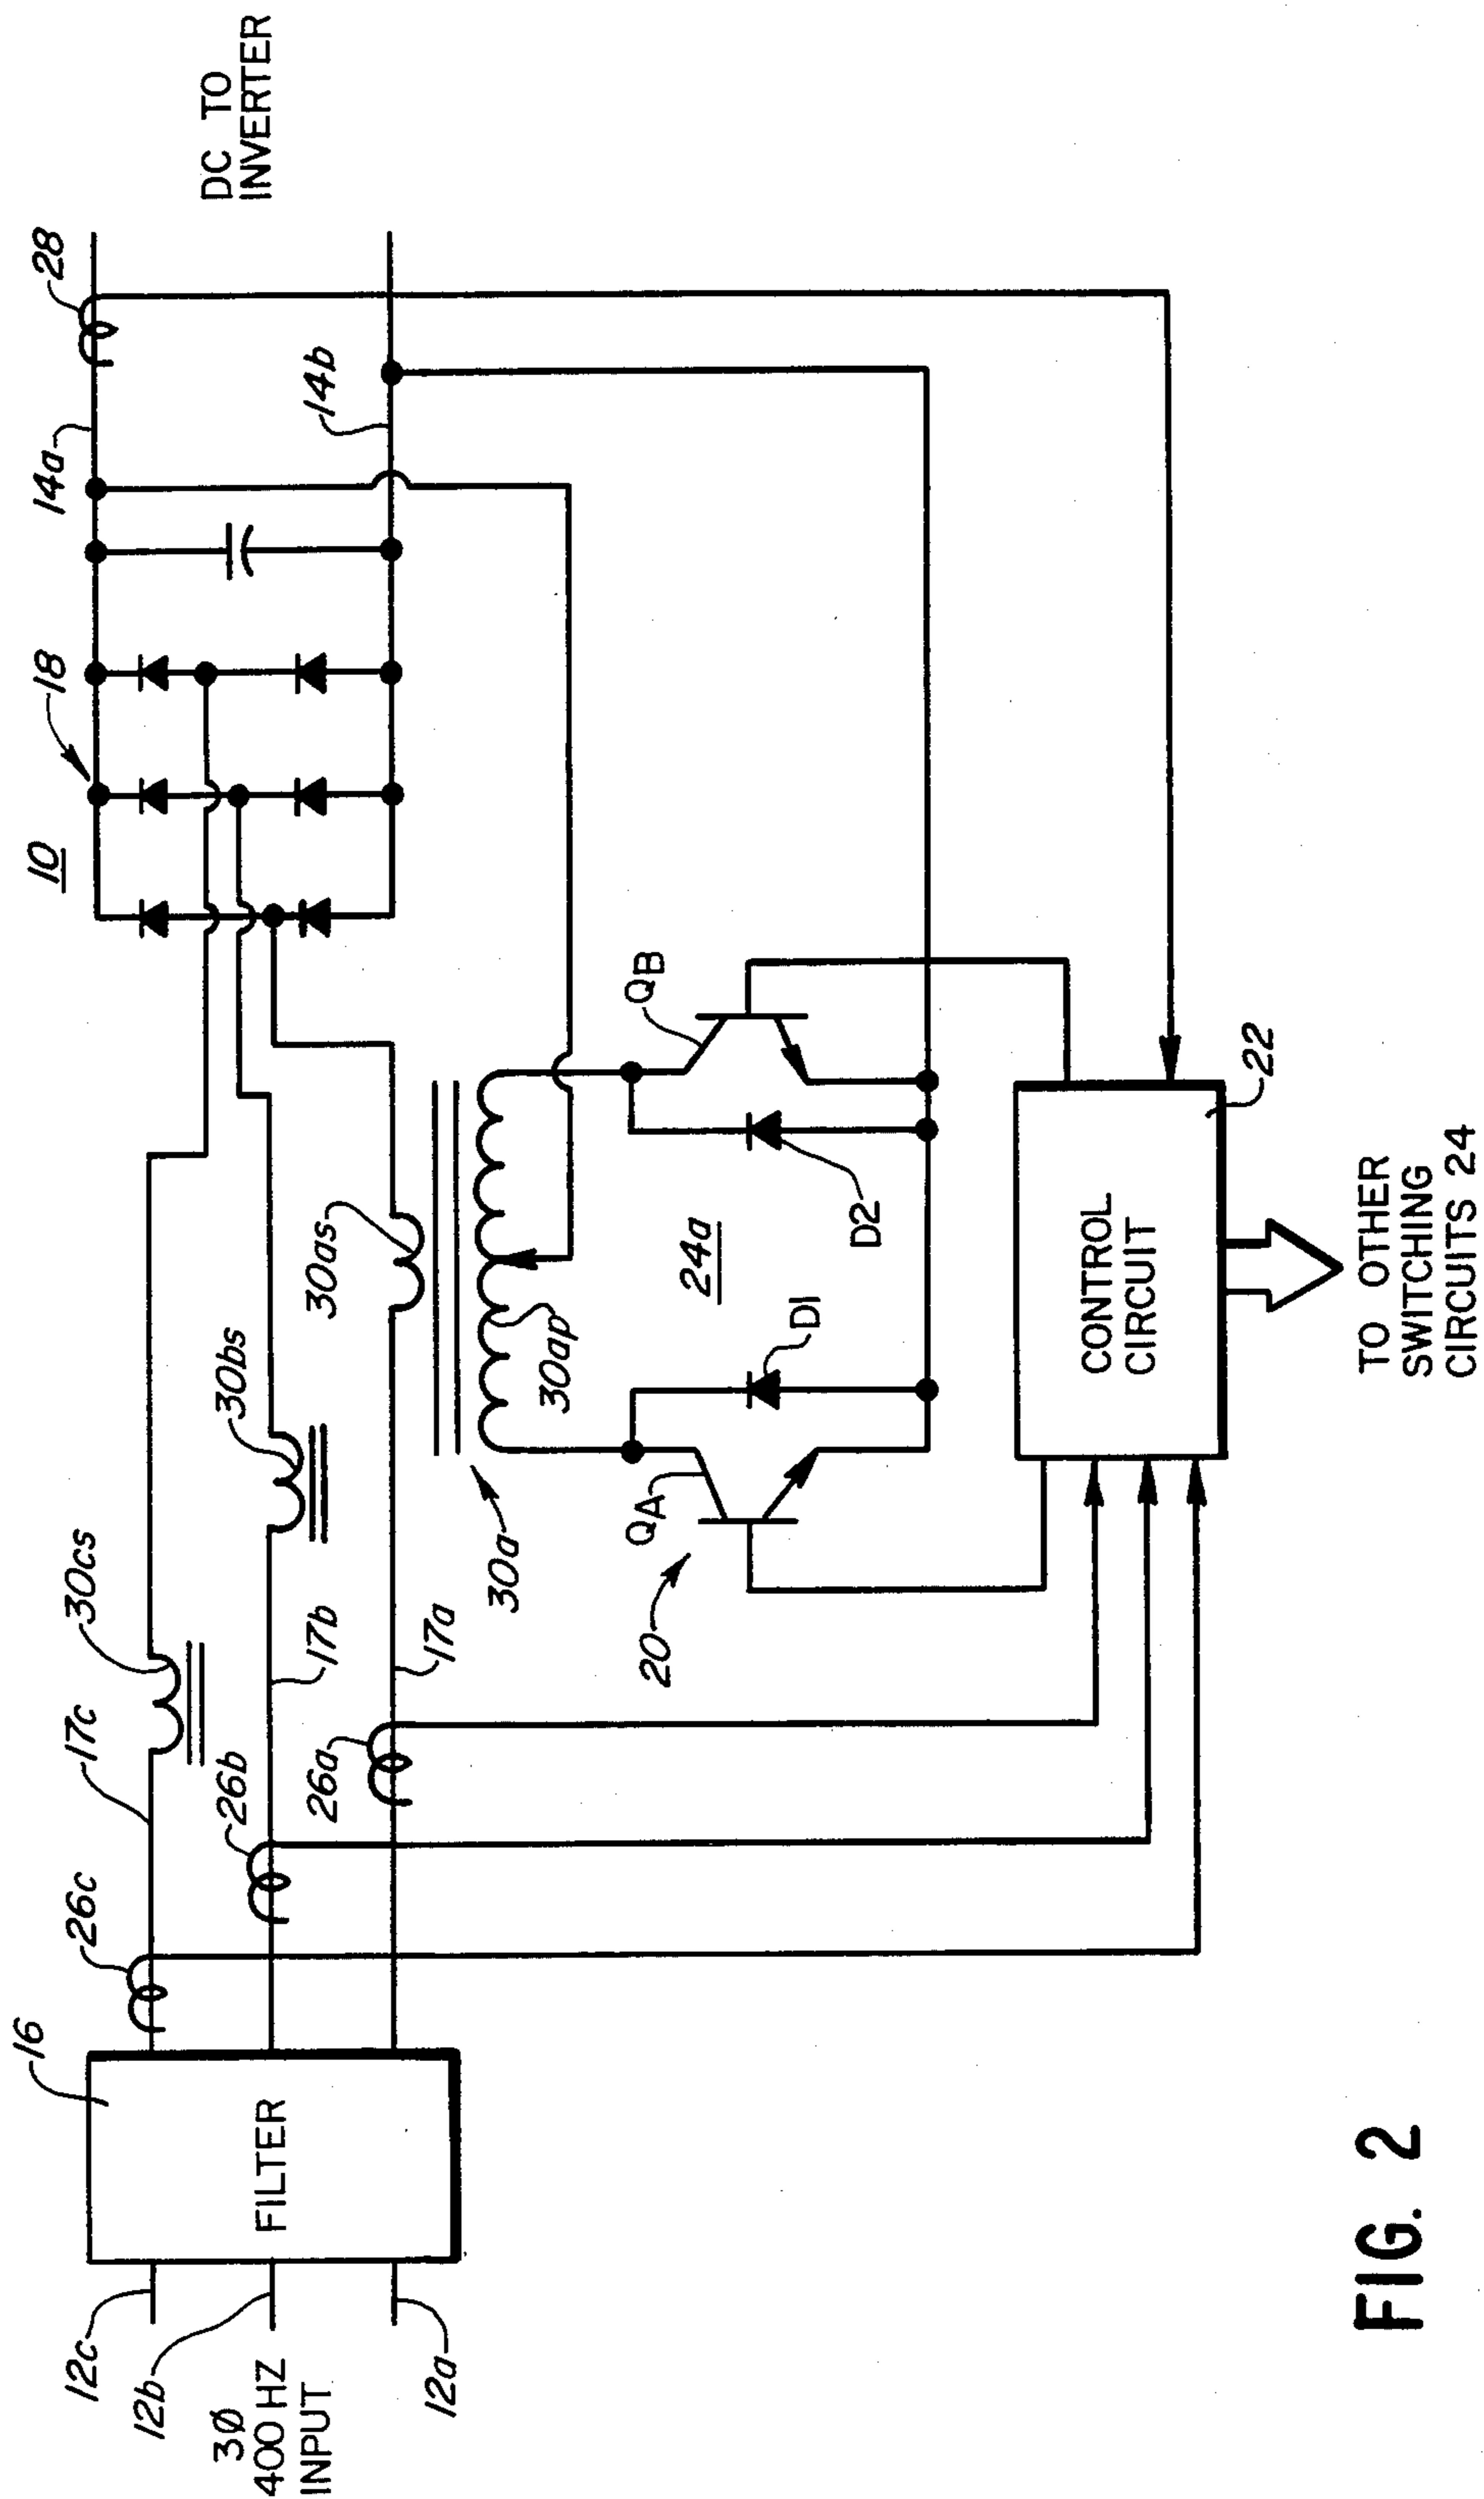 10
18
14a
28
DC TO
INVERTER
14b
16
26c
17c
30cs
26b
30bs
17b
26a
30as
17a
12c
12b
3Ø
400 HZ
INPUT
12a
FILTER
30a
30ap
24a
QA
QB
20
D1
D2
CONTROL
CIRCUIT
22
TO OTHER
SWITCHING
CIRCUITS 24
FIG. 2